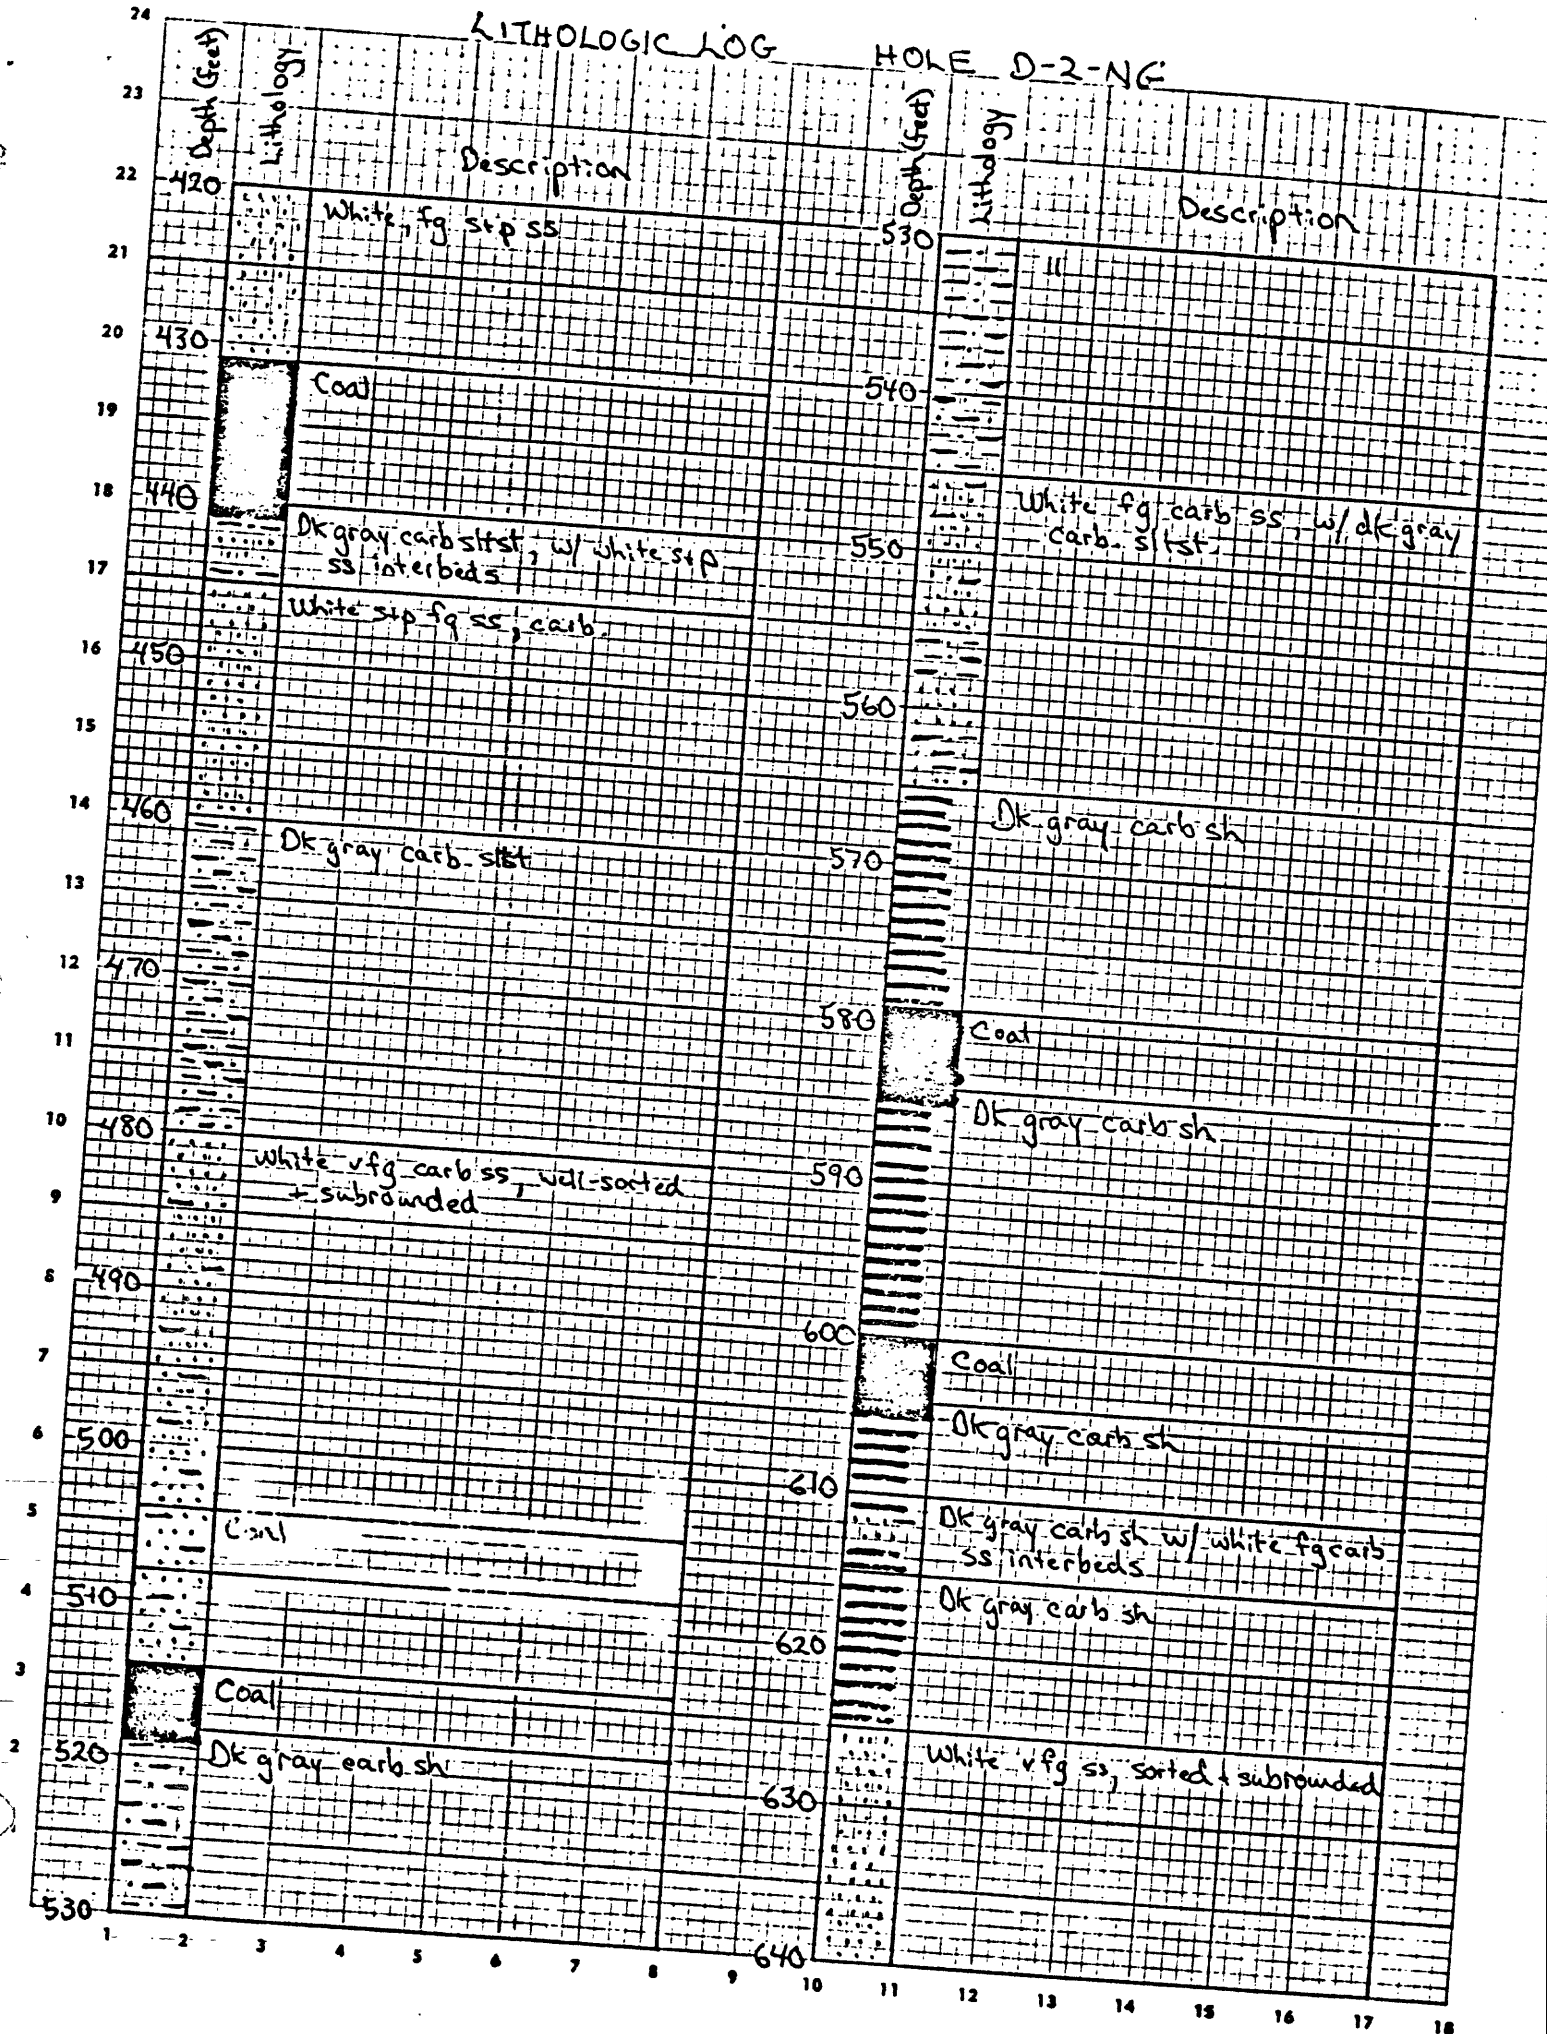 LITHOLOGIC LOG HOLE D-2-NG
Depth (feet)
Lithology
Description
420
White, fg s+p ss
430
Coal
440
Dk gray carb sltst, w/ white s+p
ss interbeds
White s+p fg ss, carb.
450
460
Dk gray carb sltst
470
480
White vfg carb ss, well-sorted
+ subrounded
490
500
Coal
510
Coal
520
Dk gray carb sh
530
Depth (feet)
Lithology
Description
530
"
540
White fg carb ss, w/ dk gray
carb. sltst.
550
560
Dk gray carb sh
570
580
Coal
Dk gray carb sh
590
600
Coal
Dk gray carb sh
610
Dk gray carb sh w/ white fg carb
ss interbeds
Dk gray carb sh
620
White vfg ss, sorted + subrounded
630
640
24
23
22
21
20
19
18
17
16
15
14
13
12
11
10
9
8
7
6
5
4
3
2
1 2 3 4 5 6 7 8 9 10 11 12 13 14 15 16 17 18